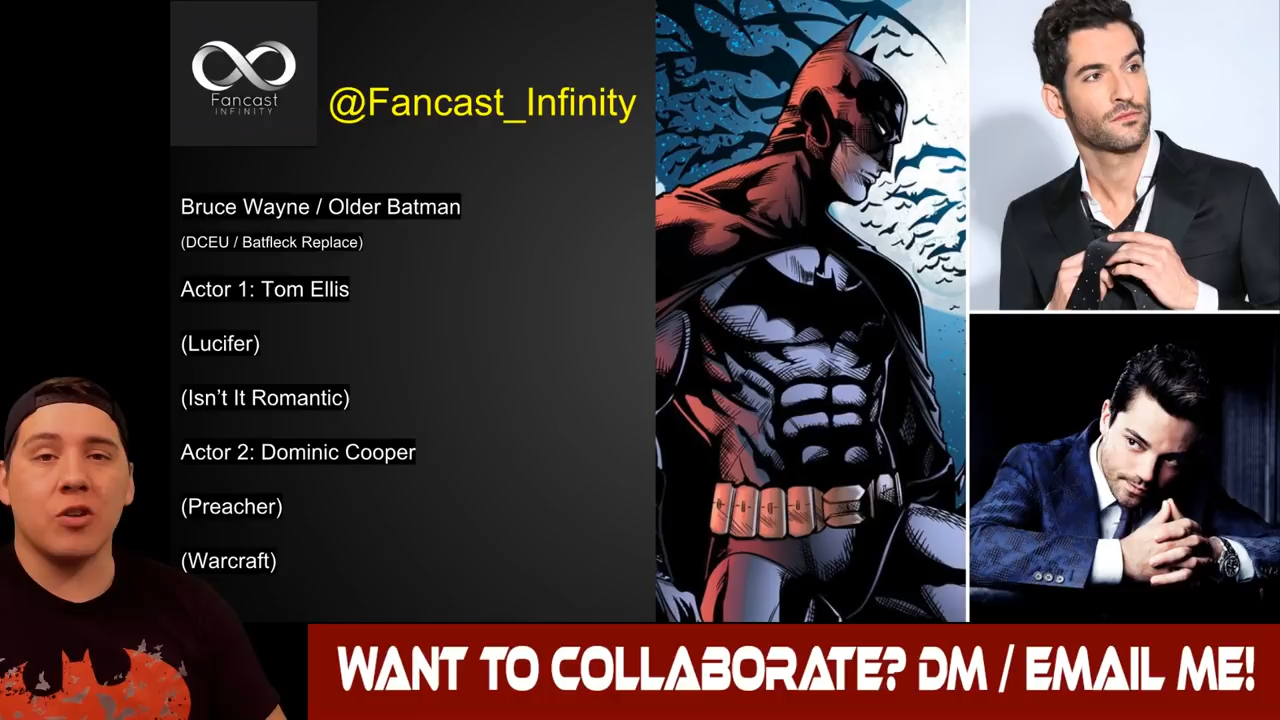 Fancast
INFINITY
@Fancast_Infinity
Bruce Wayne / Older Batman
(DCEU / Batfleck Replace)
Actor 1: Tom Ellis
(Lucifer)
(Isn't It Romantic)
Actor 2: Dominic Cooper
(Preacher)
(Warcraft)
WANT TO COLLABORATE? DM / EMAIL ME!